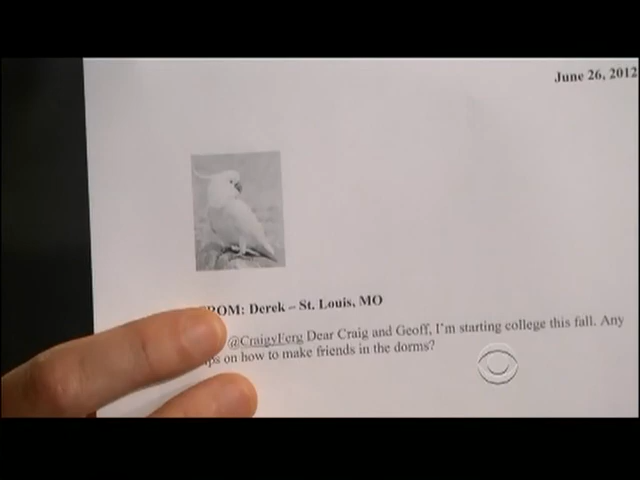 June 26, 2012
ROM: Derek – St. Louis, MO
@CraigyFerg Dear Craig and Geoff, I'm starting college this fall. Any
ps on how to make friends in the dorms?